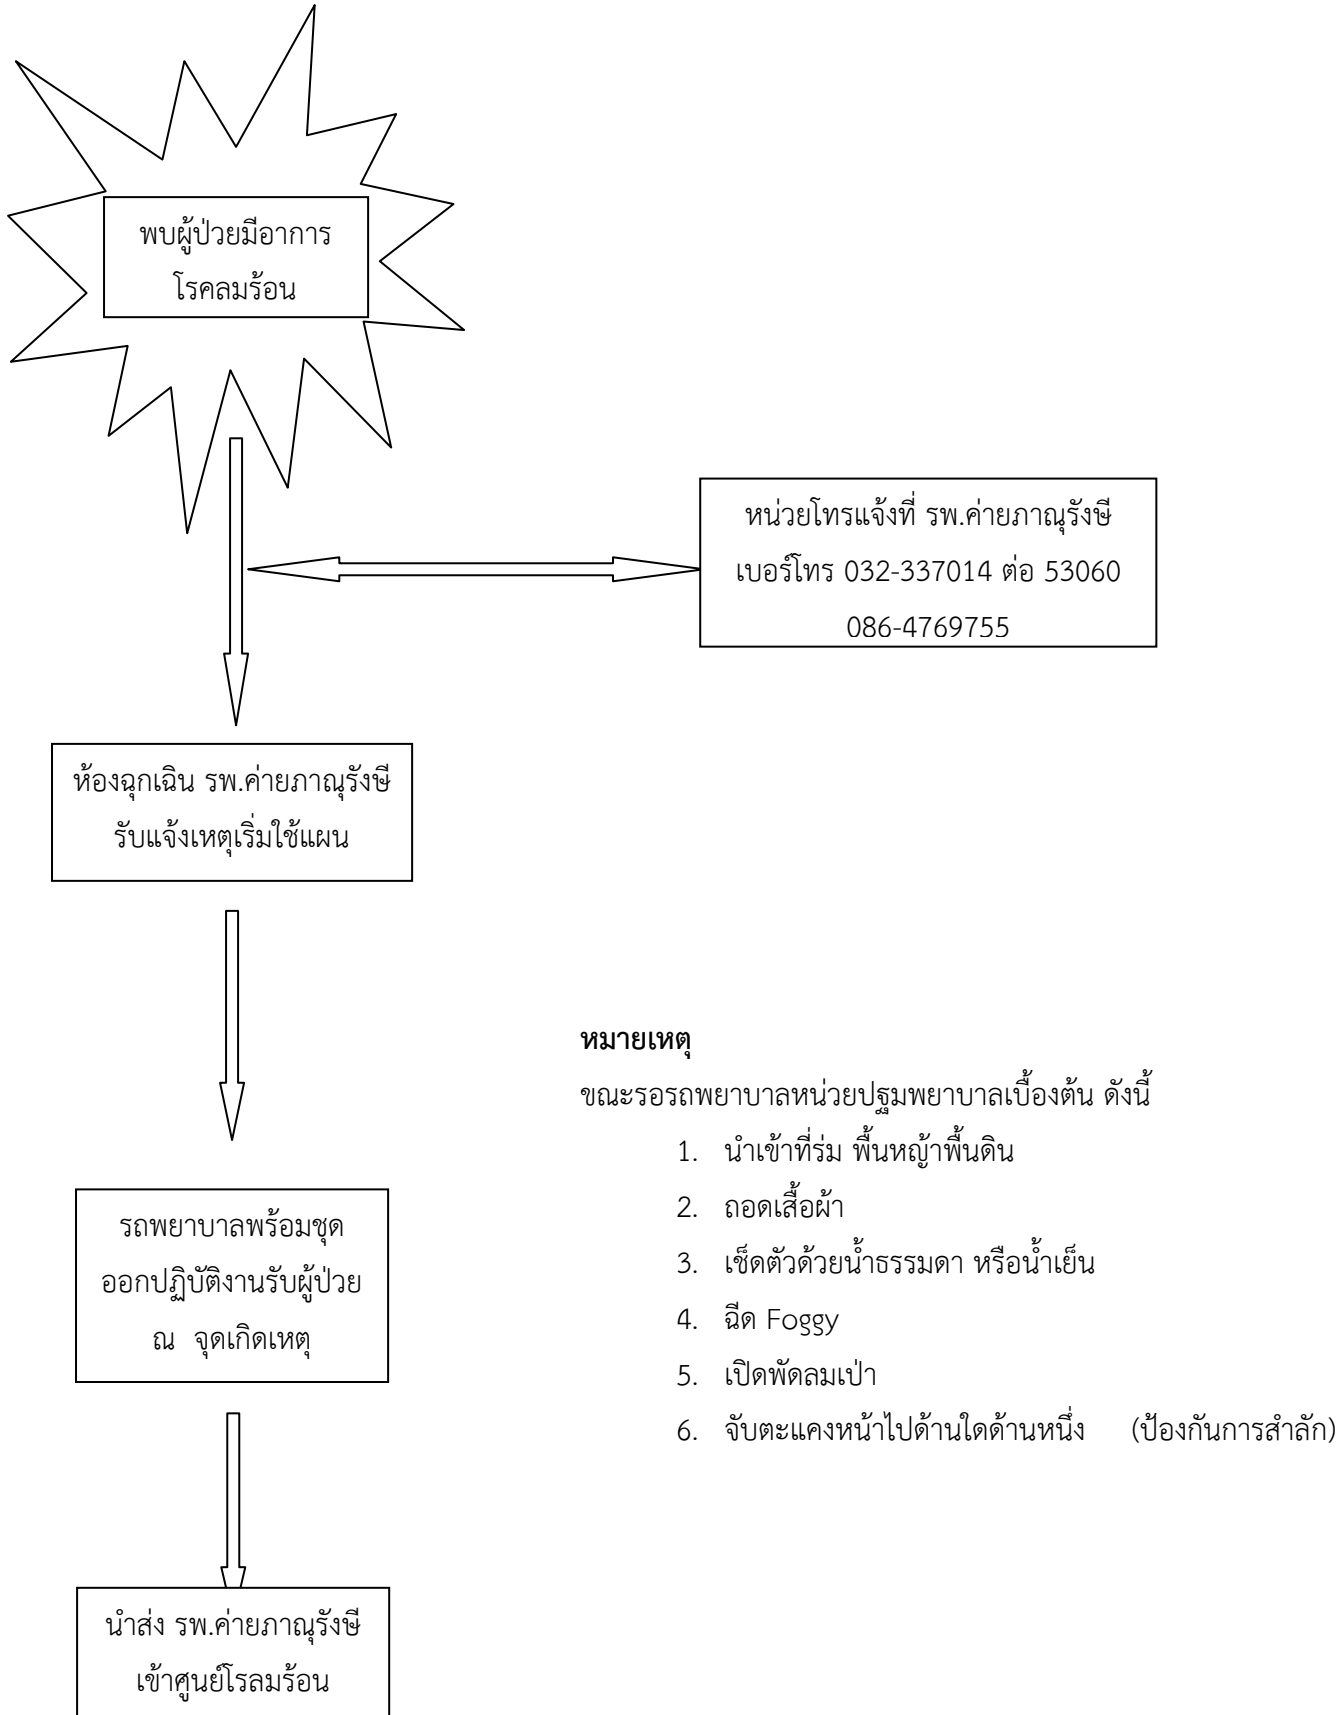 พบผู้ป่วยมีอาการ
โรคลมร้อน
หน่วยโทรแจ้งที่ รพ.ค่ายภาณุรังษี
เบอร์โทร 032-337014 ต่อ 53060
086-4769755
ห้องฉุกเฉิน รพ.ค่ายภาณุรังษี
รับแจ้งเหตุเริ่มใช้แผน
หมายเหตุ
ขณะรอรถพยาบาลหน่วยปฐมพยาบาลเบื้องต้น ดังนี้
1. นำเข้าที่ร่ม พื้นหญ้าพื้นดิน
2. ถอดเสื้อผ้า
3. เช็ดตัวด้วยน้ำธรรมดา หรือน้ำเย็น
4. ฉีด Foggy
5. เปิดพัดลมเป่า
6. จับตะแคงหน้าไปด้านใดด้านหนึ่ง (ป้องกันการสำลัก)
รถพยาบาลพร้อมชุด
ออกปฏิบัติงานรับผู้ป่วย
ณ จุดเกิดเหตุ
นำส่ง รพ.ค่ายภาณุรังษี
เข้าศูนย์โรลมร้อน